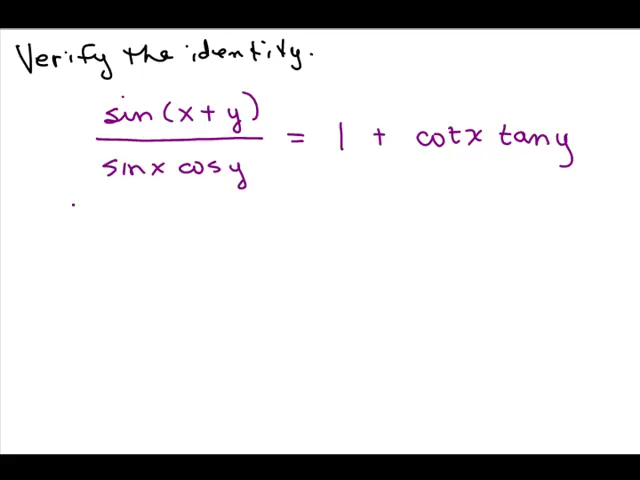 Verify the identity.
sin(x+y)
sinx cosy
= 1 + cotx tany